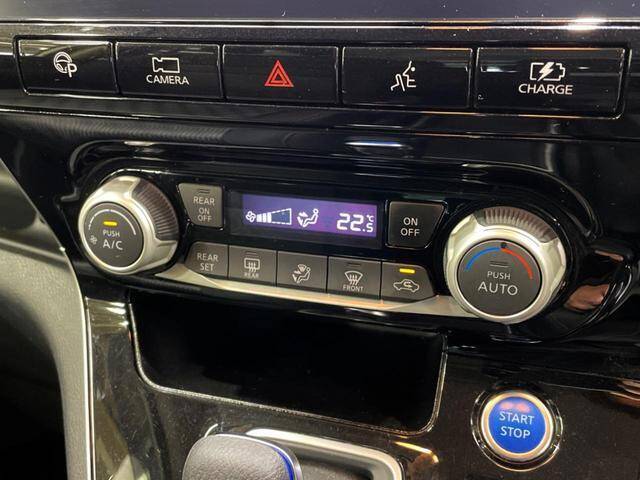 P
CAMERA
CHARGE
PUSH
A/C
REAR
ON
OFF
22.5°C
ON
OFF
REAR
SET
REAR
FRONT
PUSH
AUTO
START
STOP